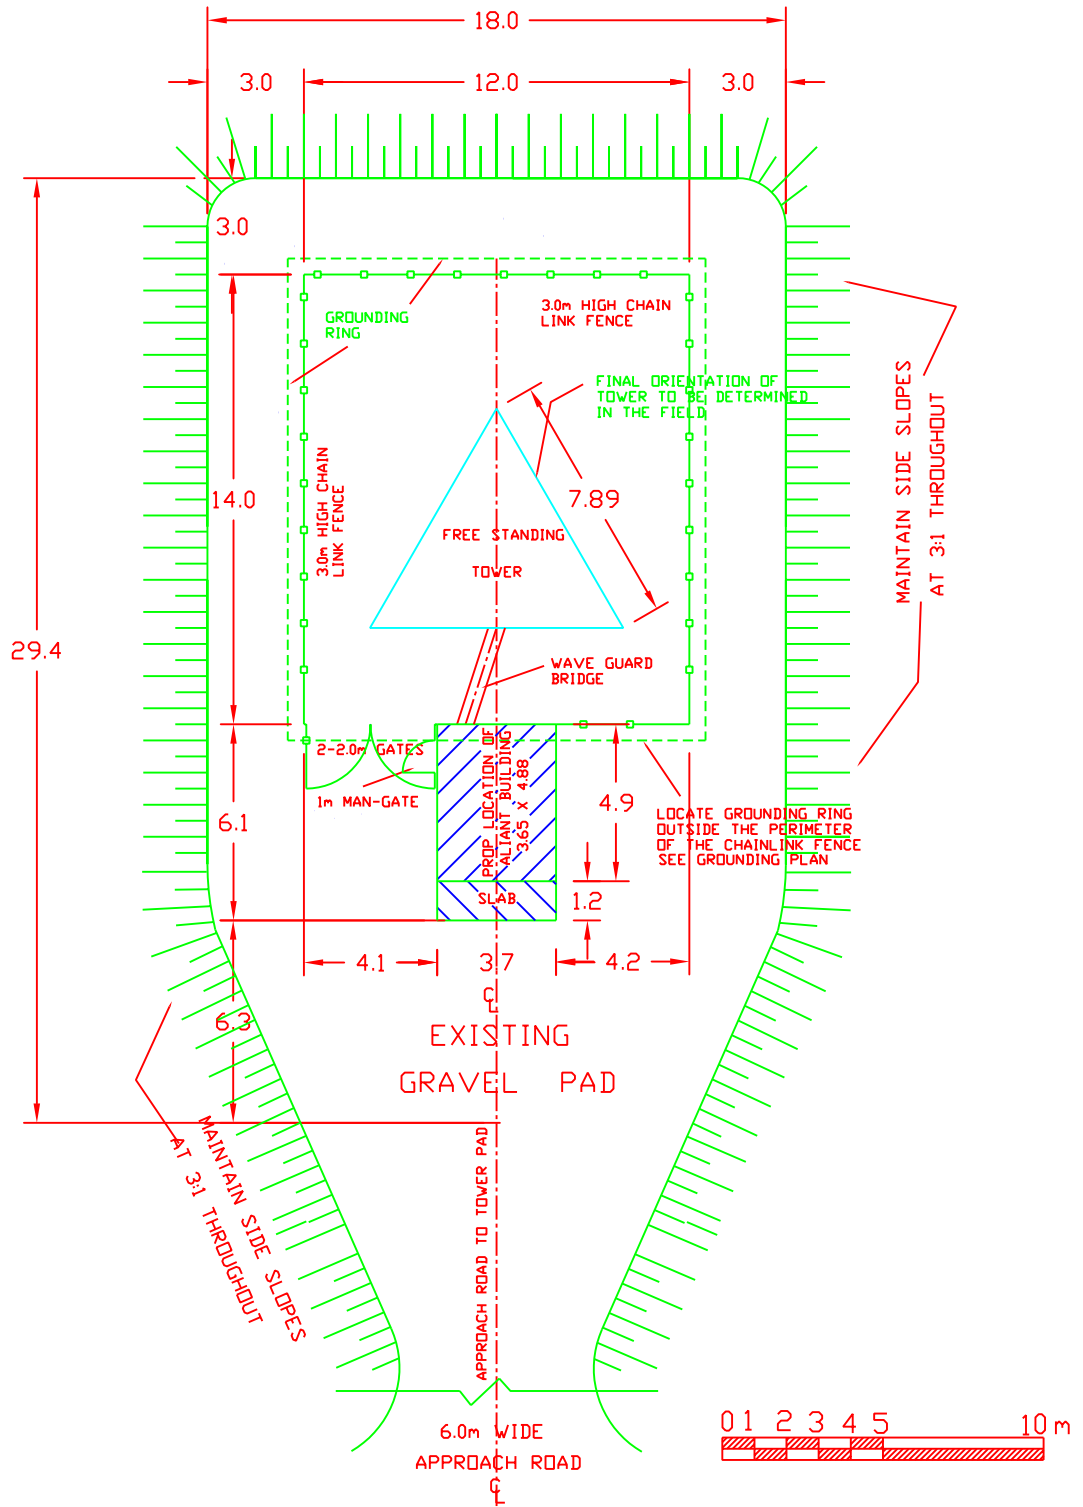 18.0
3.0
12.0
3.0
3.0
GROUNDING
RING
3.0m HIGH CHAIN
LINK FENCE
FINAL ORIENTATION OF
TOWER TO BE DETERMINED
IN THE FIELD
MAINTAIN SIDE SLOPES
AT 3:1 THROUGHOUT
3.0m HIGH CHAIN
LINK FENCE
14.0
7.89
FREE STANDING
TOWER
29.4
WAVE GUARD
BRIDGE
2-2.0m GATES
1m MAN-GATE
PROP LOCATION OF
ALIANT BUILDING
3.65 X 4.88
4.9
6.1
LOCATE GROUNDING RING
OUTSIDE THE PERIMETER
OF THE CHAINLINK FENCE
SEE GROUNDING PLAN
SLAB
1.2
4.1
3.7
4.2
CL
6.3
EXISTING
GRAVEL PAD
MAINTAIN SIDE SLOPES
AT 3:1 THROUGHOUT
APPROACH ROAD TO TOWER PAD
6.0m WIDE
APPROACH ROAD
CL
0 1 2 3 4 5 10 m